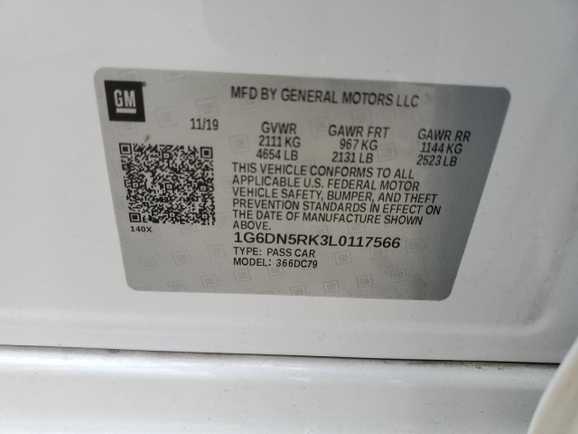 GM
MFD BY GENERAL MOTORS LLC
11/19 GVWR GAWR FRT GAWR RR
2111 KG 967 KG 1144 KG
4654 LB 2131 LB 2523 LB
THIS VEHICLE CONFORMS TO ALL
APPLICABLE U.S. FEDERAL MOTOR
VEHICLE SAFETY, BUMPER, AND THEFT
PREVENTION STANDARDS IN EFFECT ON
THE DATE OF MANUFACTURE SHOWN
ABOVE.
140X
1G6DN5RK3L0117566
TYPE: PASS CAR
MODEL: 366DC79